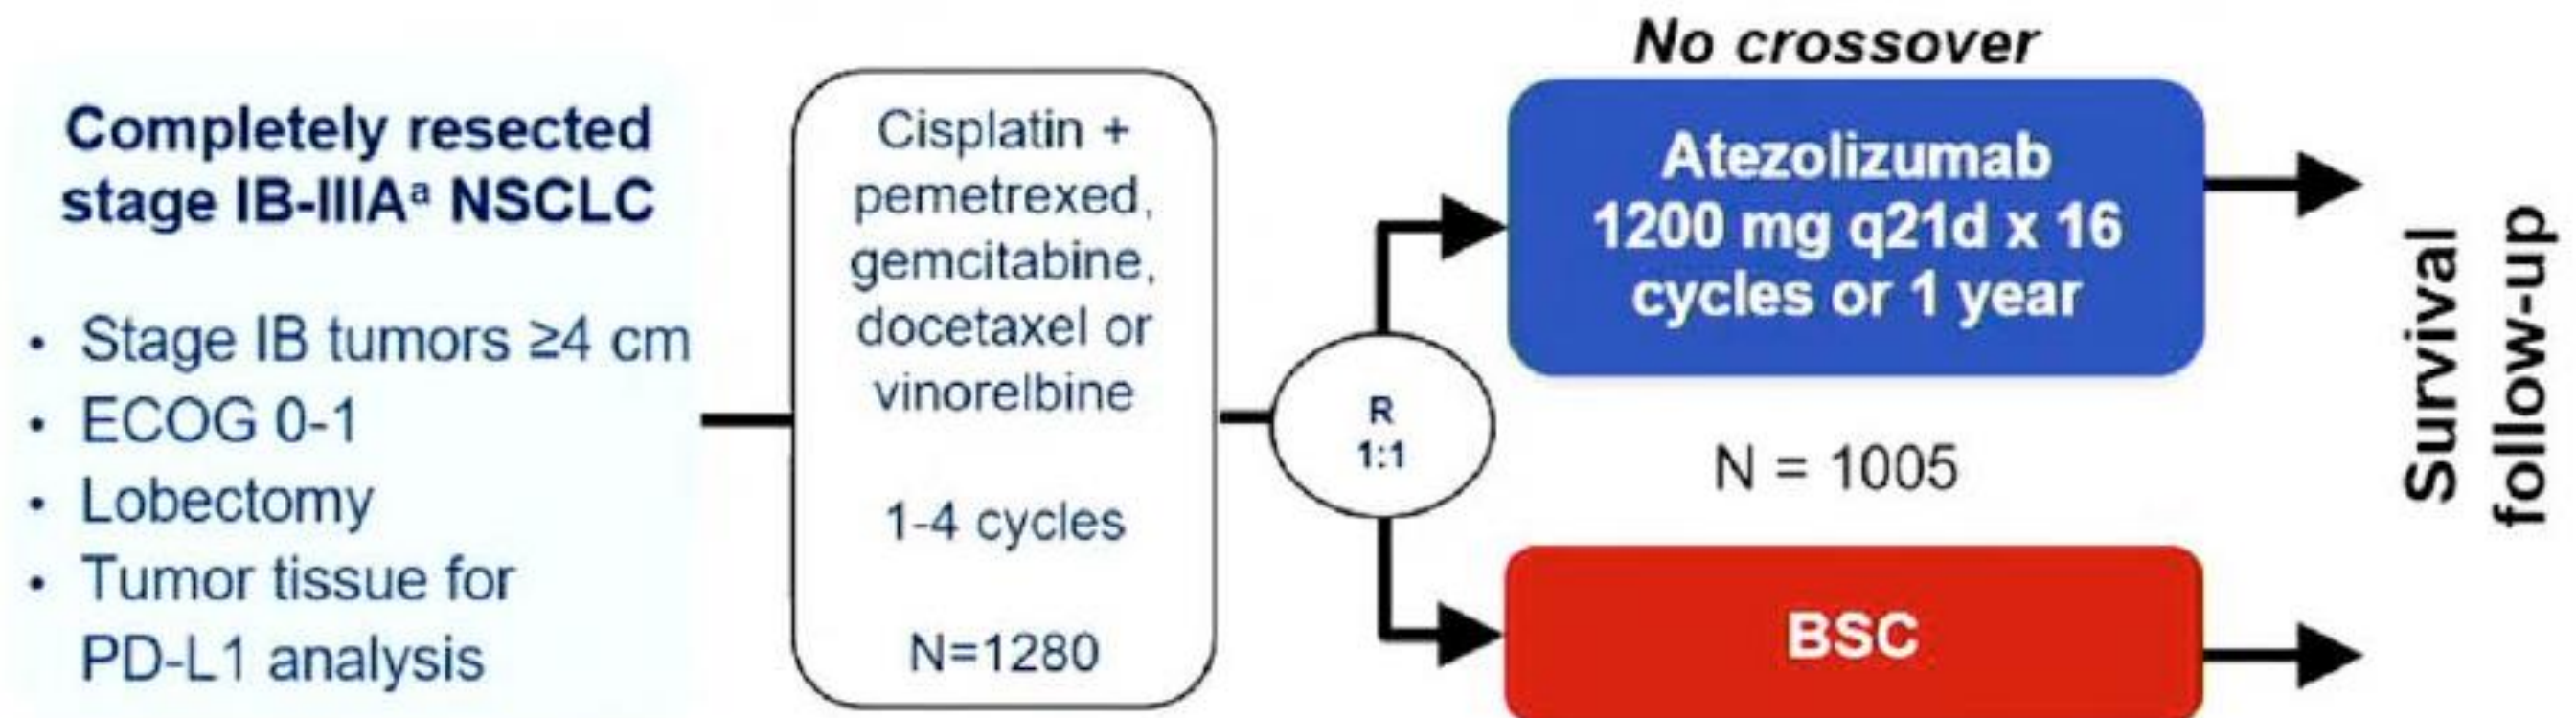 Completely resected
stage IB-IIIAᵃ NSCLC
• Stage IB tumors ≥4 cm
• ECOG 0-1
• Lobectomy
• Tumor tissue for
PD-L1 analysis
Cisplatin +
pemetrexed,
gemcitabine,
docetaxel or
vinorelbine
1-4 cycles
N=1280
R
1:1
No crossover
Atezolizumab
1200 mg q21d x 16
cycles or 1 year
N = 1005
BSC
Survival
follow-up